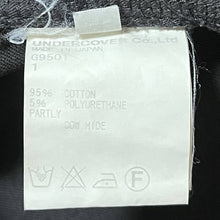 UNDERCOVER Co.,Ltd
MADE IN JAPAN
G9501
1
95% COTTON
5% POLYURETHANE
PARTLY
COW HIDE